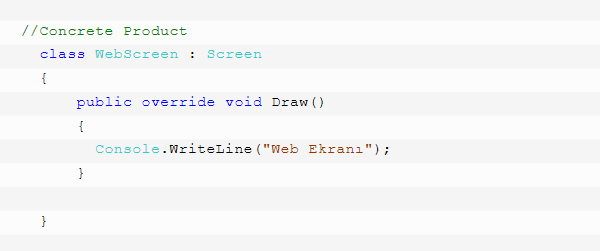 //Concrete Product
class WebScreen : Screen
{
public override void Draw()
{
Console.WriteLine("Web Ekranı");
}
}